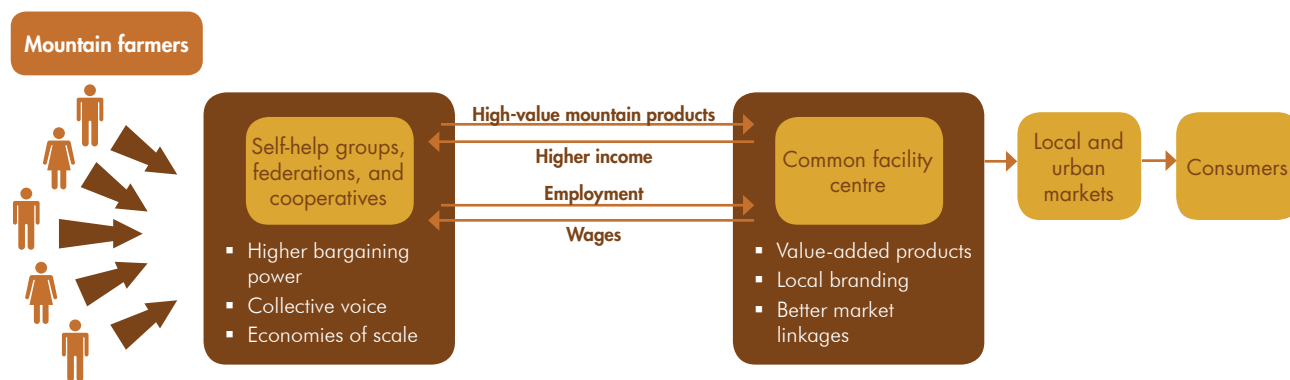 Mountain farmers
Self-help groups,
federations, and
cooperatives
▪ Higher bargaining
power
▪ Collective voice
▪ Economies of scale
High-value mountain products
Higher income
Employment
Wages
Common facility
centre
▪ Value-added products
▪ Local branding
▪ Better market
linkages
Local and
urban
markets
Consumers